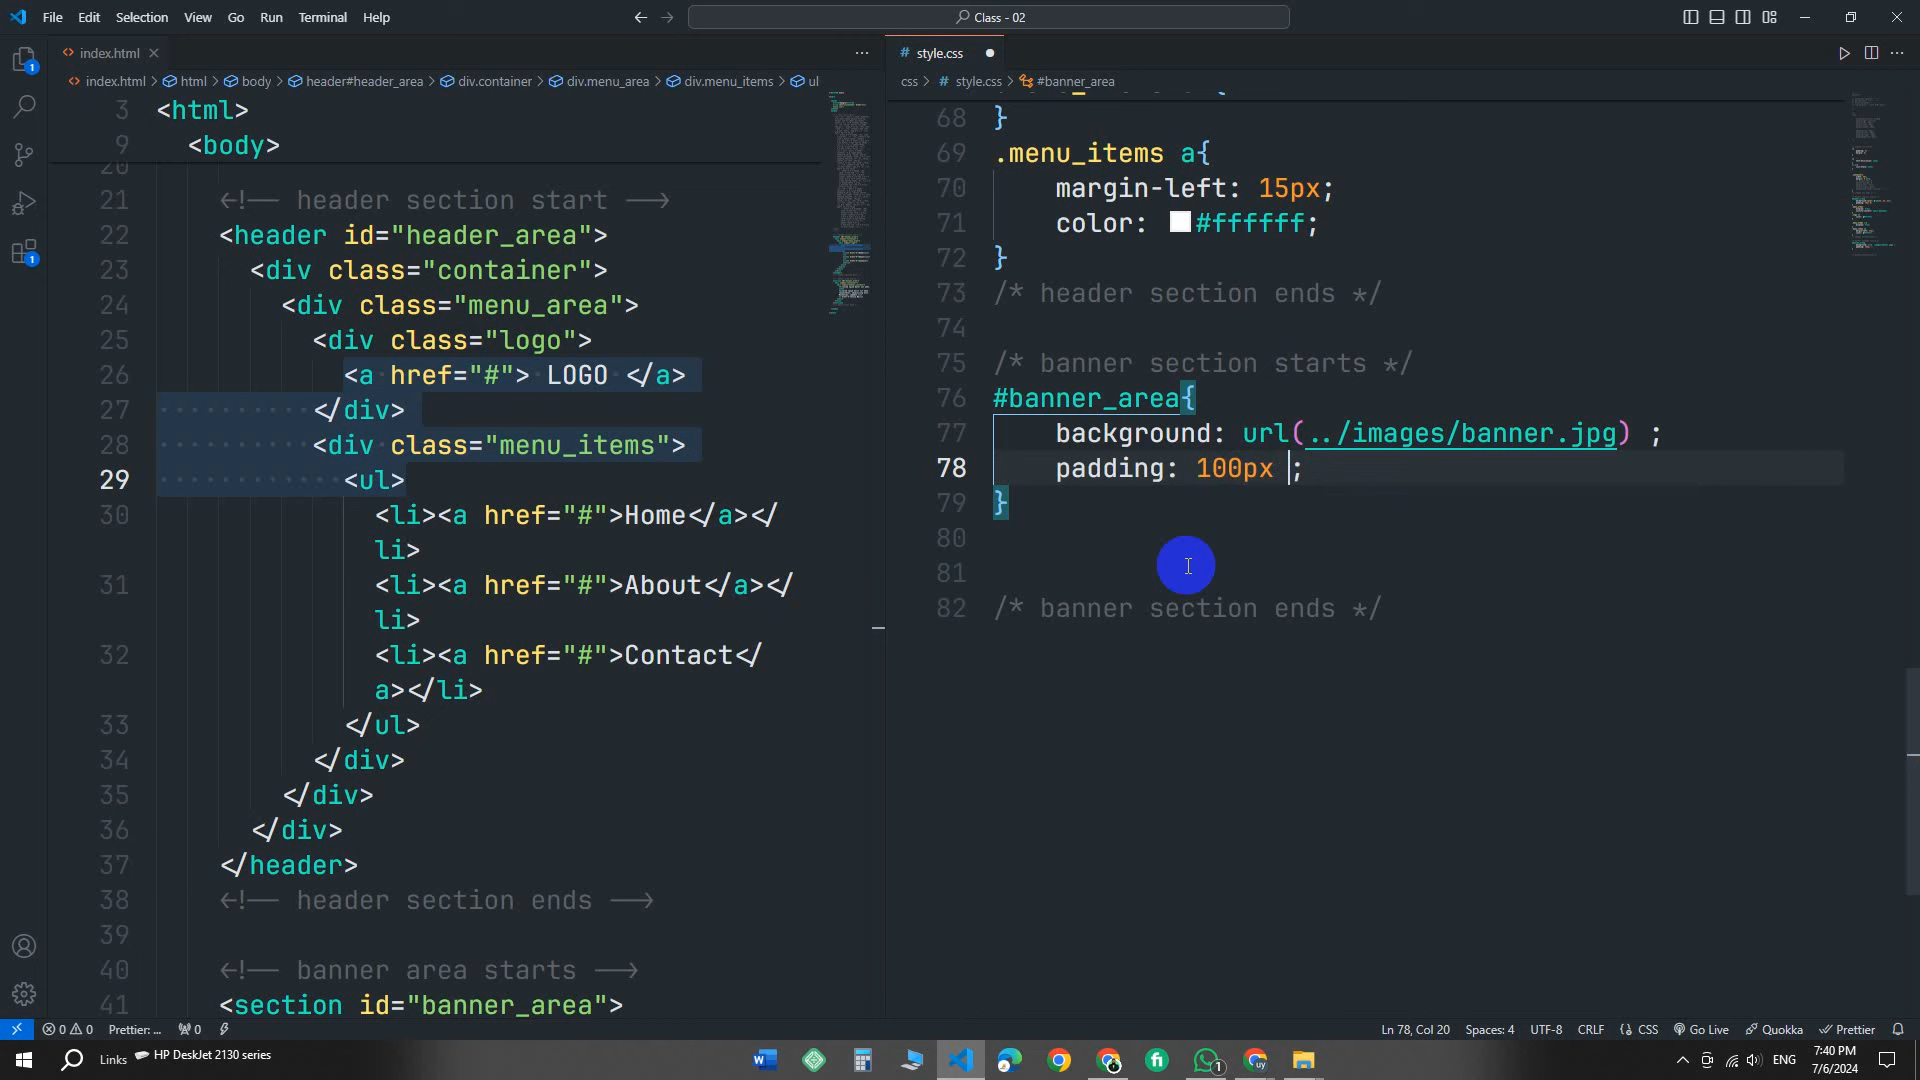 File Edit Selection View Go Run Terminal Help
Class - 02
index.html
index.html > html > body > header#header_area > div.container > div.menu_area > div.menu_items > ul
3 <html>
9 <body>
20
21 <!-- header section start -->
22 <header id="header_area">
23 <div class="container">
24 <div class="menu_area">
25 <div class="logo">
26 <a href="#"> LOGO </a>
27 </div>
28 <div class="menu_items">
29 <ul>
30 <li><a href="#">Home</a></
li>
31 <li><a href="#">About</a></
li>
32 <li><a href="#">Contact</
a></li>
33 </ul>
34 </div>
35 </div>
36 </div>
37 </header>
38 <!-- header section ends -->
39
40 <!-- banner area starts -->
41 <section id="banner_area">
# style.css
css > # style.css > #banner_area
68 }
69 .menu_items a{
70 margin-left: 15px;
71 color: #ffffff;
72 }
73 /* header section ends */
74
75 /* banner section starts */
76 #banner_area{
77 background: url(../images/banner.jpg) ;
78 padding: 100px ;
79 }
80
81
82 /* banner section ends */
0 0 Prettier: ... 0
Ln 78, Col 20 Spaces: 4 UTF-8 CRLF CSS Go Live Quokka Prettier
Links HP DeskJet 2130 series
ENG
7:40 PM
7/6/2024